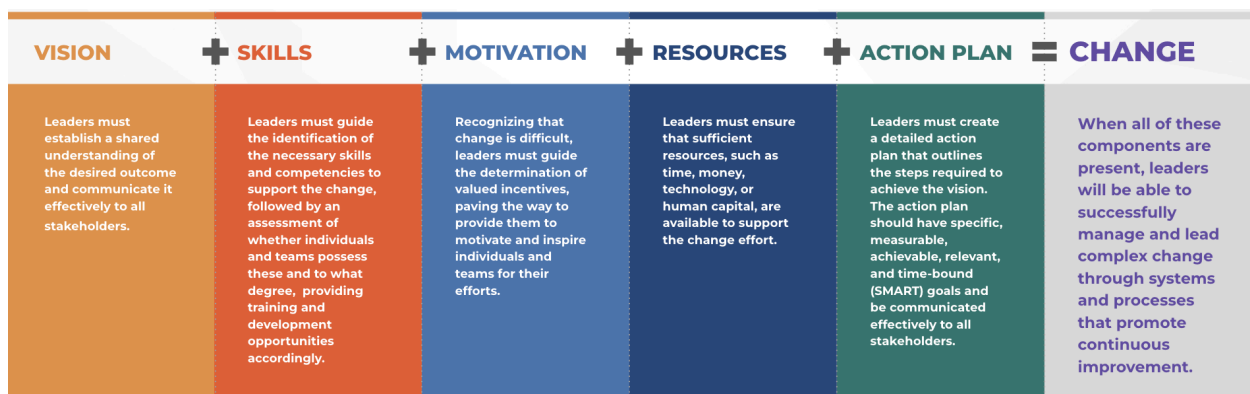 VISION + SKILLS + MOTIVATION + RESOURCES + ACTION PLAN = CHANGE
Leaders must
establish a shared
understanding of
the desired outcome
and communicate it
effectively to all
stakeholders.
Leaders must guide
the identification of
the necessary skills
and competencies to
support the change,
followed by an
assessment of
whether individuals
and teams possess
these and to what
degree, providing
training and
development
opportunities
accordingly.
Recognizing that
change is difficult,
leaders must guide
the determination of
valued incentives,
paving the way to
provide them to
motivate and inspire
individuals and
teams for their
efforts.
Leaders must ensure
that sufficient
resources, such as
time, money,
technology, or
human capital, are
available to support
the change effort.
Leaders must create
a detailed action
plan that outlines
the steps required to
achieve the vision.
The action plan
should have specific,
measurable,
achievable, relevant,
and time-bound
(SMART) goals and
be communicated
effectively to all
stakeholders.
When all of these
components are
present, leaders
will be able to
successfully
manage and lead
complex change
through systems
and processes
that promote
continuous
improvement.